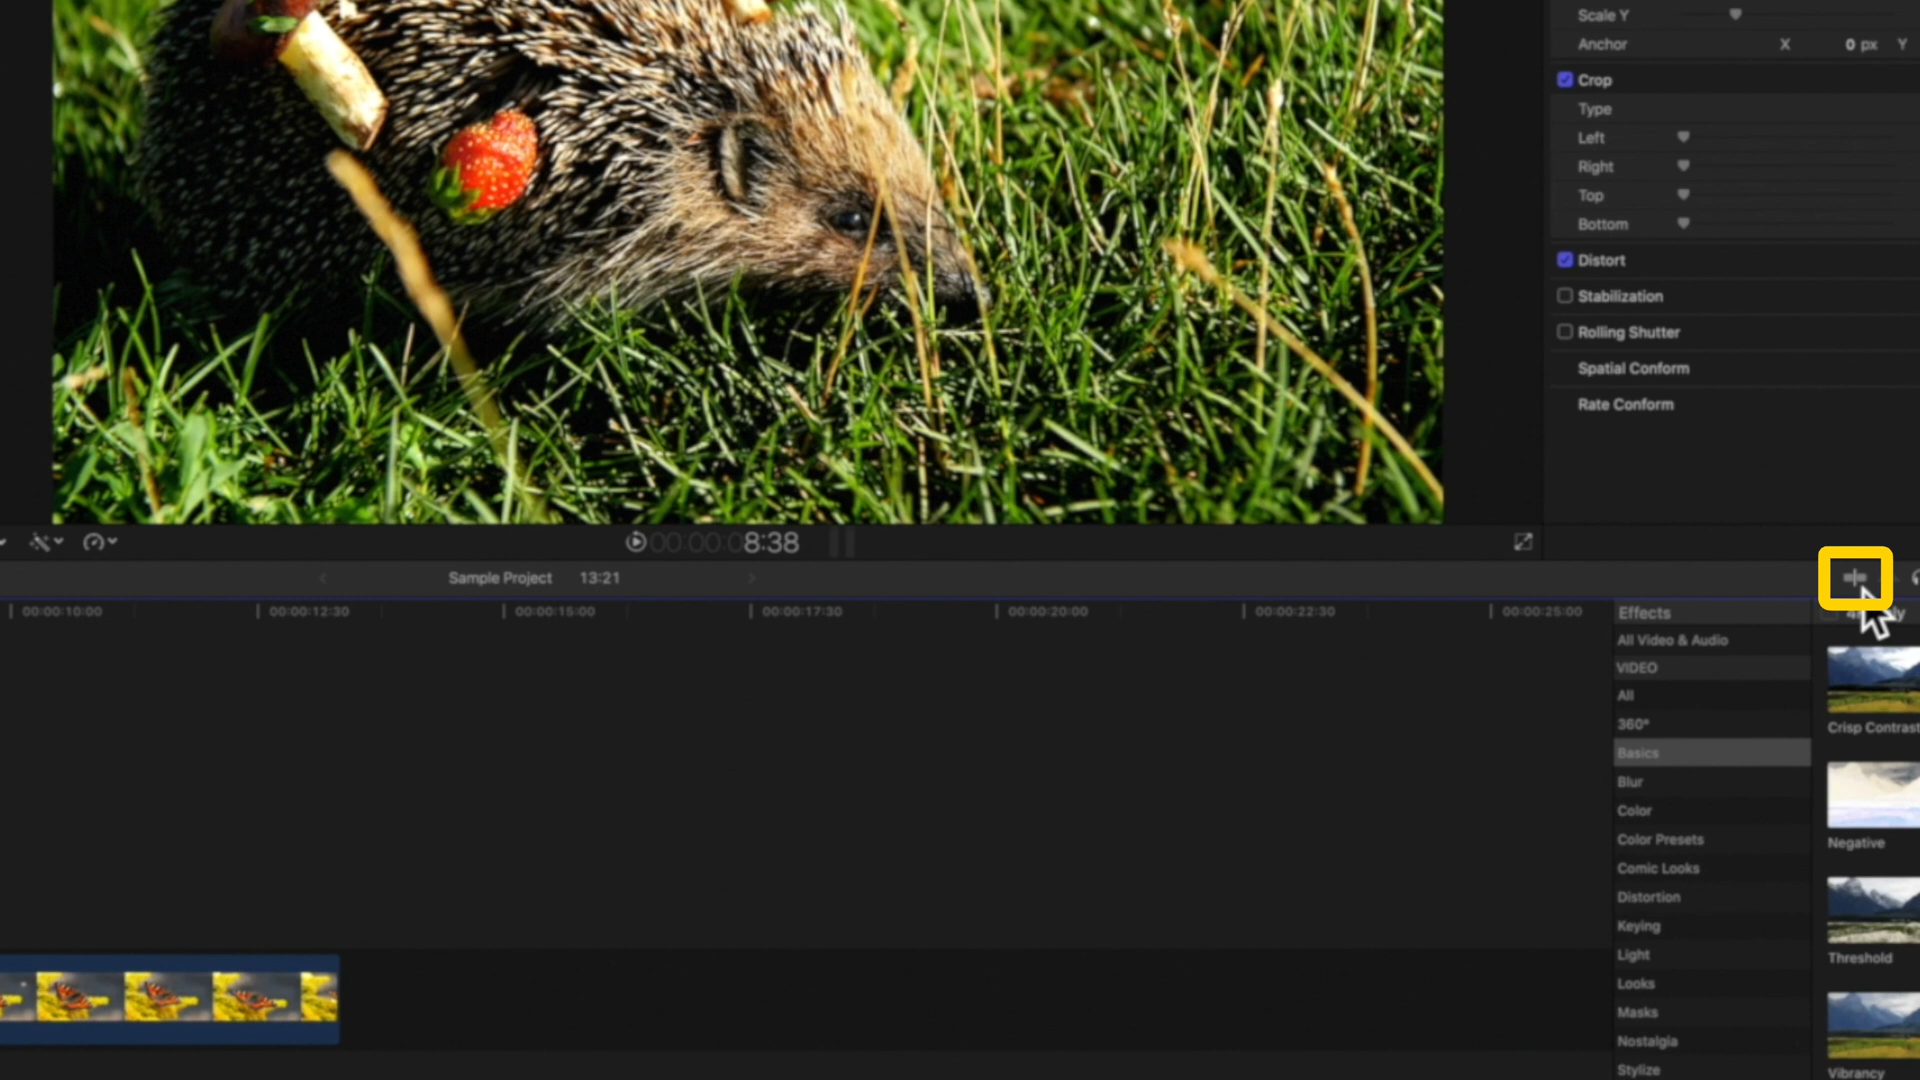 Scale Y
Anchor X 0 px Y
Crop
Type
Left
Right
Top
Bottom
Distort
Stabilization
Rolling Shutter
Spatial Conform
Rate Conform
00:00:08:38
Sample Project 13:21
00:00:10:00 00:00:12:30 00:00:15:00 00:00:17:30 00:00:20:00 00:00:22:30 00:00:25:00
Effects
All Video & Audio
VIDEO
All
360°
Basics
Blur
Color
Color Presets
Comic Looks
Distortion
Keying
Light
Looks
Masks
Nostalgia
Stylize
Crisp Contrast
Negative
Threshold
Vibrancy